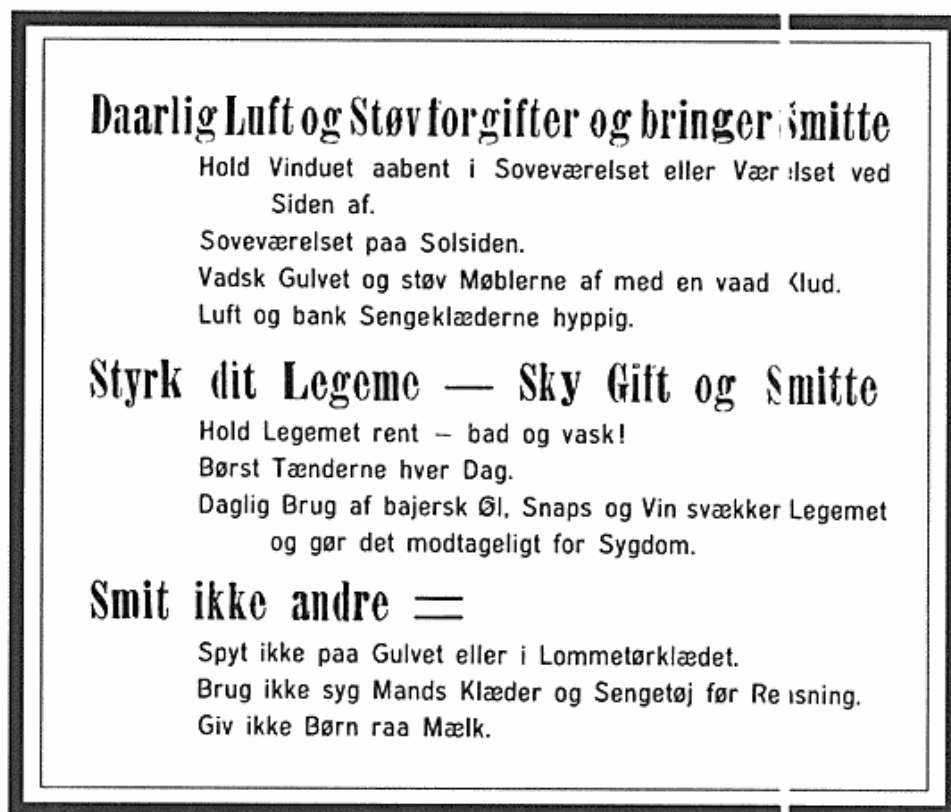 Daarlig Luft og Støv forgifter og bringer Smitte
Hold Vinduet aabent i Soveværelset eller Værelset ved
Siden af.
Soveværelset paa Solsiden.
Vadsk Gulvet og støv Møblerne af med en vaad Klud.
Luft og bank Sengeklæderne hyppig.
Styrk dit Legeme — Sky Gift og Smitte
Hold Legemet rent – bad og vask!
Børst Tænderne hver Dag.
Daglig Brug af bajersk Øl, Snaps og Vin svækker Legemet
og gør det modtageligt for Sygdom.
Smit ikke andre =
Spyt ikke paa Gulvet eller i Lommetørklædet.
Brug ikke syg Mands Klæder og Sengetøj før Rensning.
Giv ikke Børn raa Mælk.